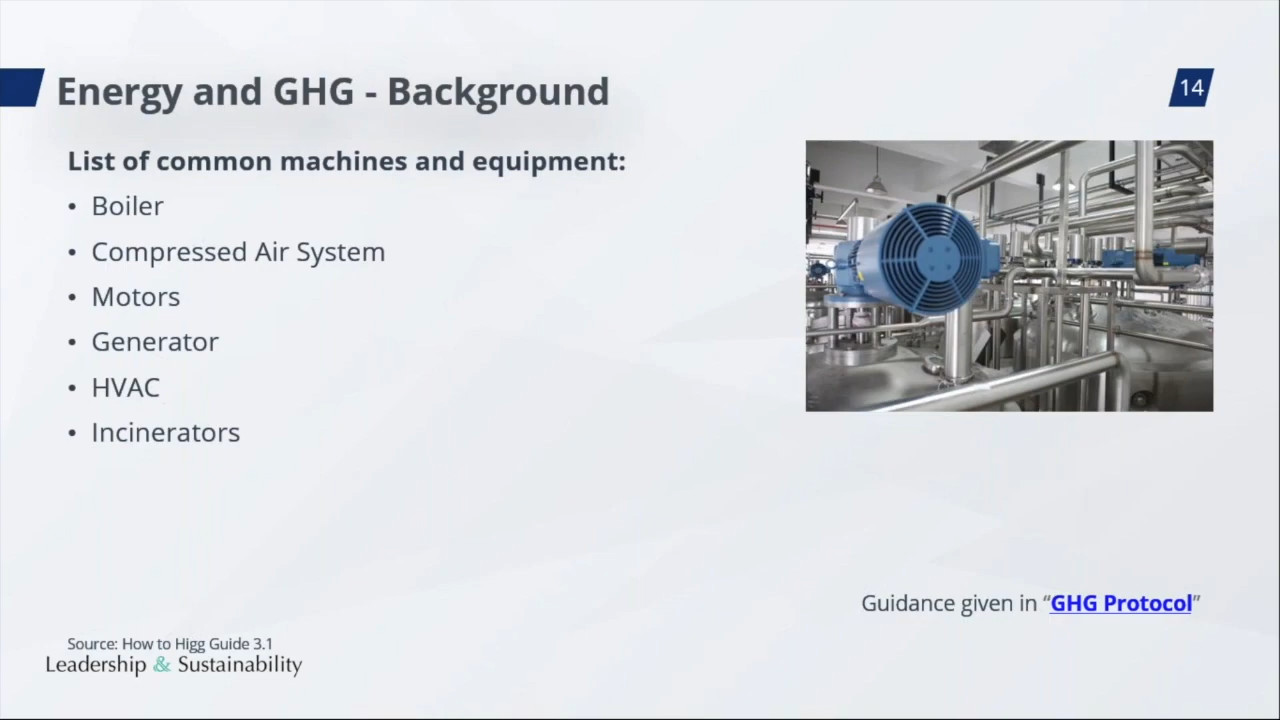 Energy and GHG - Background
14
List of common machines and equipment:
• Boiler
• Compressed Air System
• Motors
• Generator
• HVAC
• Incinerators
Guidance given in “GHG Protocol”
Source: How to Higg Guide 3.1
Leadership & Sustainability